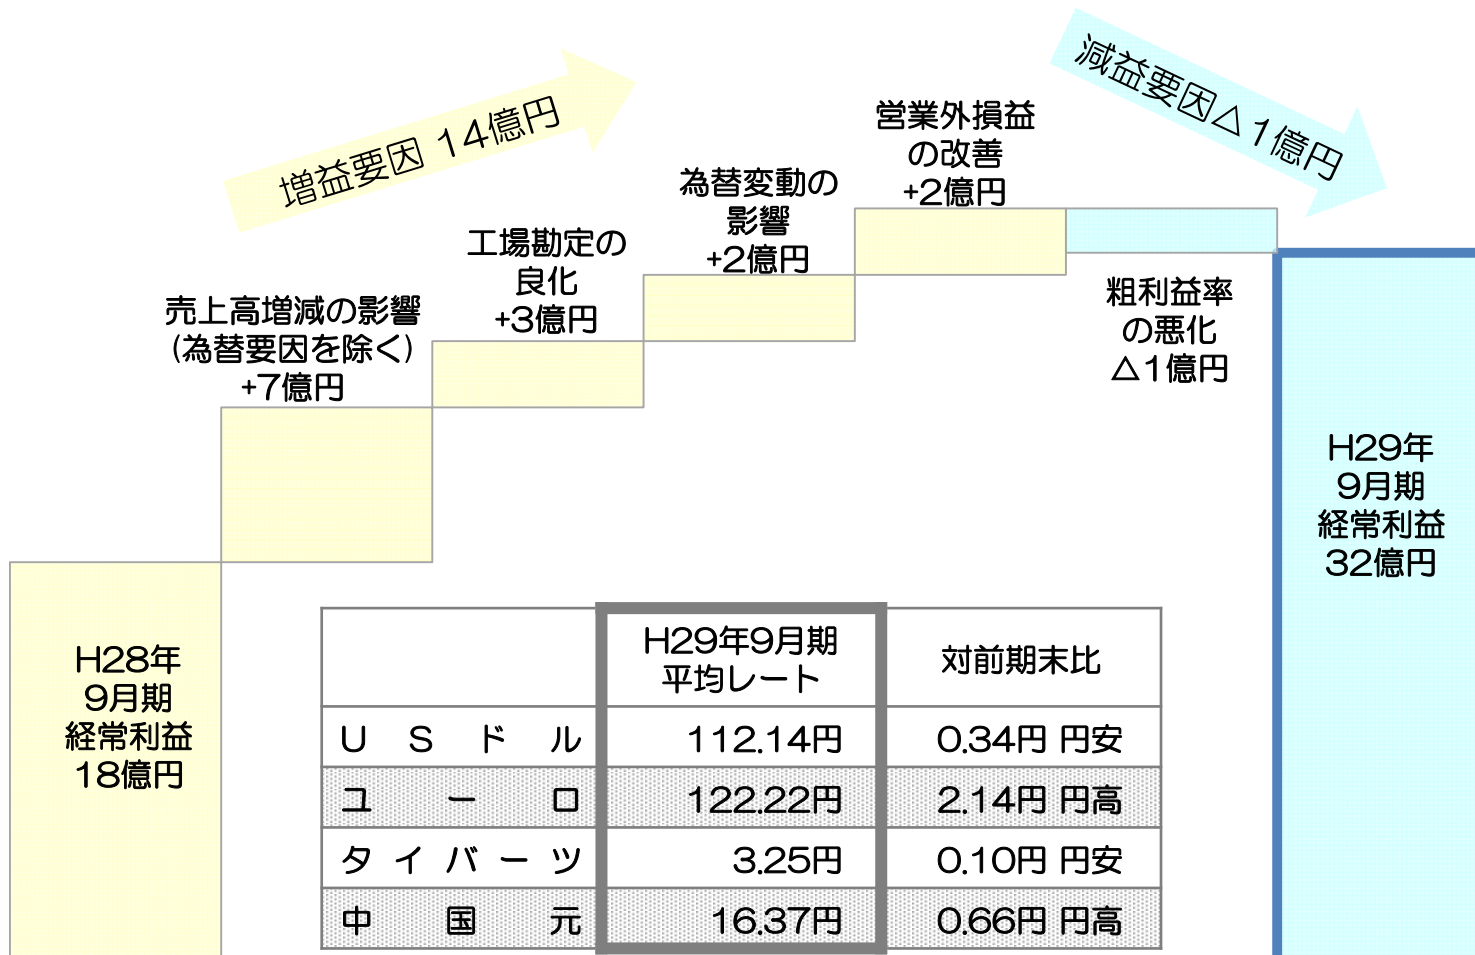 増益要因 14億円
減益要因△1億円
営業外損益
の改善
+2億円
為替変動の
影響
+2億円
工場勘定の
良化
+3億円
売上高増減の影響
(為替要因を除く)
+7億円
粗利益率
の悪化
△1億円
H29年
9月期
経常利益
32億円
H28年
9月期
経常利益
18億円
H29年9月期
平均レート
対前期末比
USドル 112.14円 0.34円 円安
ユーロ 122.22円 2.14円 円高
タイバーツ 3.25円 0.10円 円安
中国元 16.37円 0.66円 円高